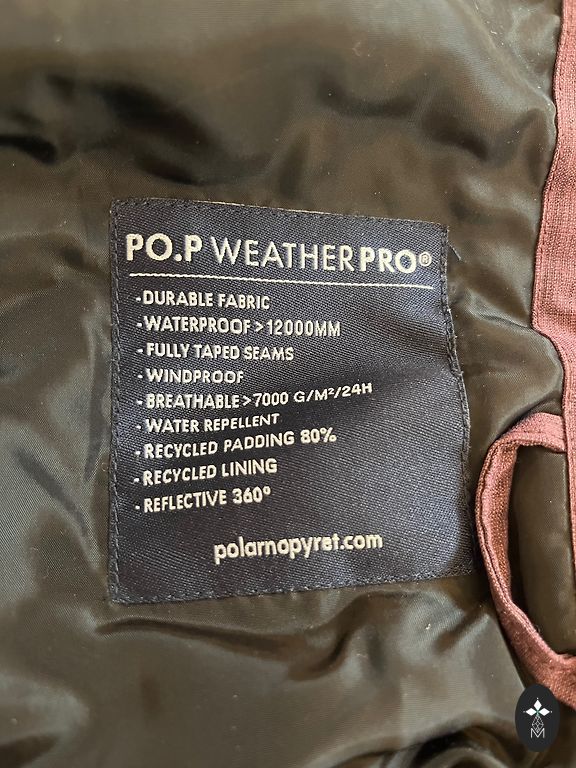 PO.P WEATHERPRO®
- DURABLE FABRIC
- WATERPROOF > 12000MM
- FULLY TAPED SEAMS
- WINDPROOF
- BREATHABLE > 7000 G/M²/24H
- WATER REPELLENT
- RECYCLED PADDING 80%
- RECYCLED LINING
- REFLECTIVE 360°
polarnopyret.com
M